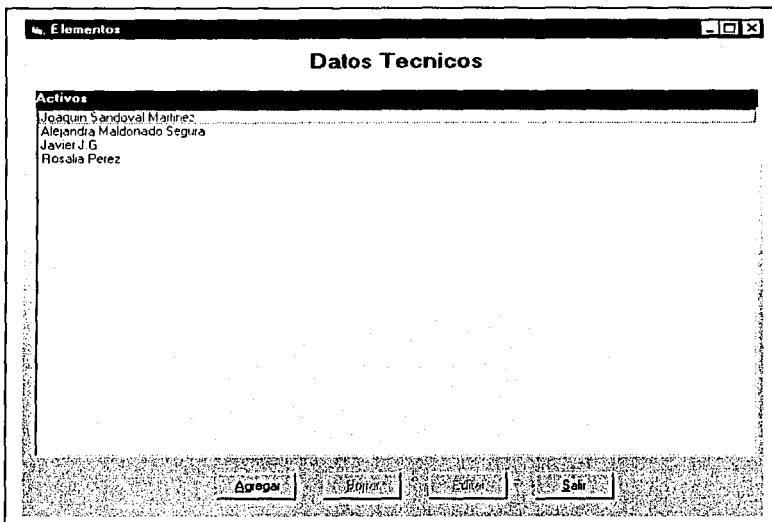 Elementos
Datos Tecnicos
Activos
Joaquin Sandoval Martinez
Alejandra Maldonado Segura
Javier J.G
Rosalia Perez
Agregar Borrar Editar Salir